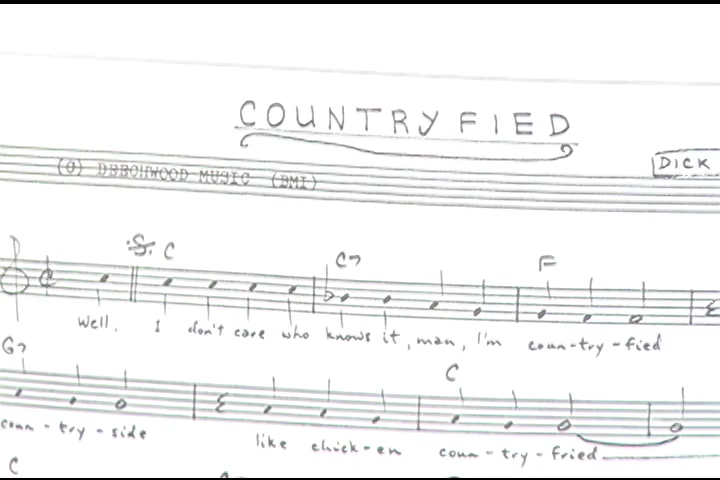 COUNTRYFIED
(O) BEECHWOOD MUSIC (BMI)
DICK
C C7 F
Well, I don't care who knows it, man, I'm coun-try-fied
G7 C
coun-try-side like chick-en coun-try-fried
C